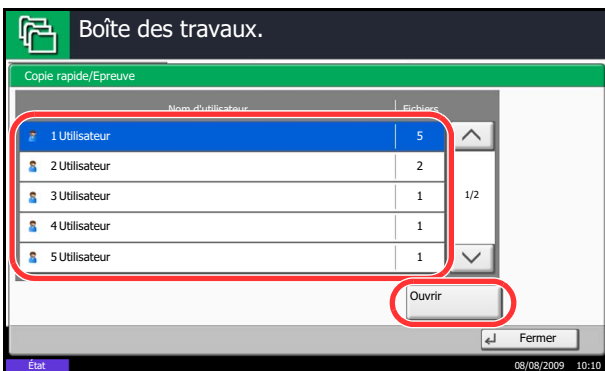 Boîte des travaux.
Copie rapide/Epreuve
Nom d'utilisateur Fichiers
1 Utilisateur 5
2 Utilisateur 2
3 Utilisateur 1
4 Utilisateur 1
5 Utilisateur 1
1/2
Ouvrir
Fermer
État 08/08/2009 10:10